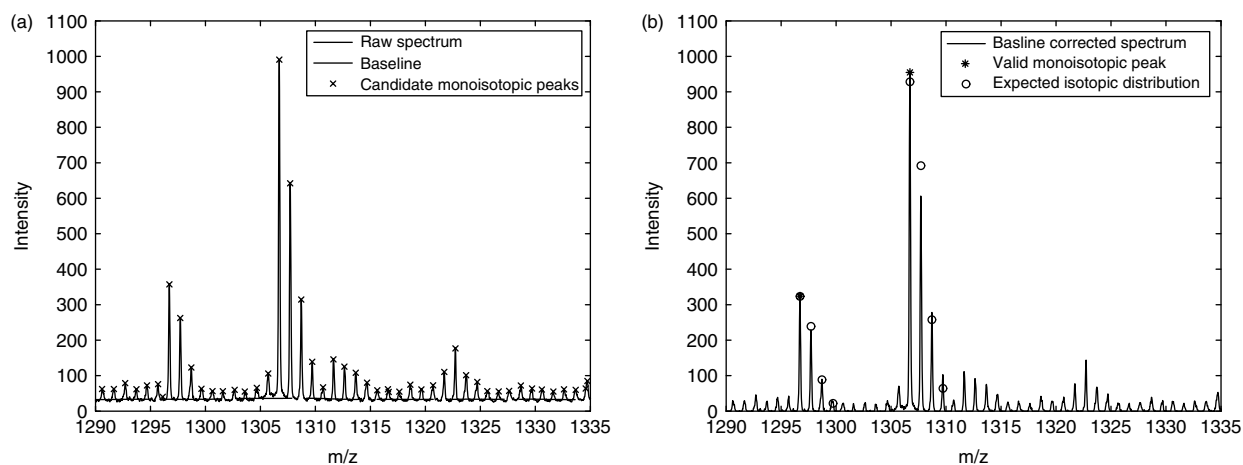 (a)
1100
1000
900
800
700
600
500
400
300
200
100
0
Intensity
Raw spectrum
Baseline
Candidate monoisotopic peaks
1290 1295 1300 1305 1310 1315 1320 1325 1330 1335
m/z
(b)
1100
1000
900
800
700
600
500
400
300
200
100
0
Intensity
Basline corrected spectrum
Valid monoisotopic peak
Expected isotopic distribution
1290 1295 1300 1305 1310 1315 1320 1325 1330 1335
m/z